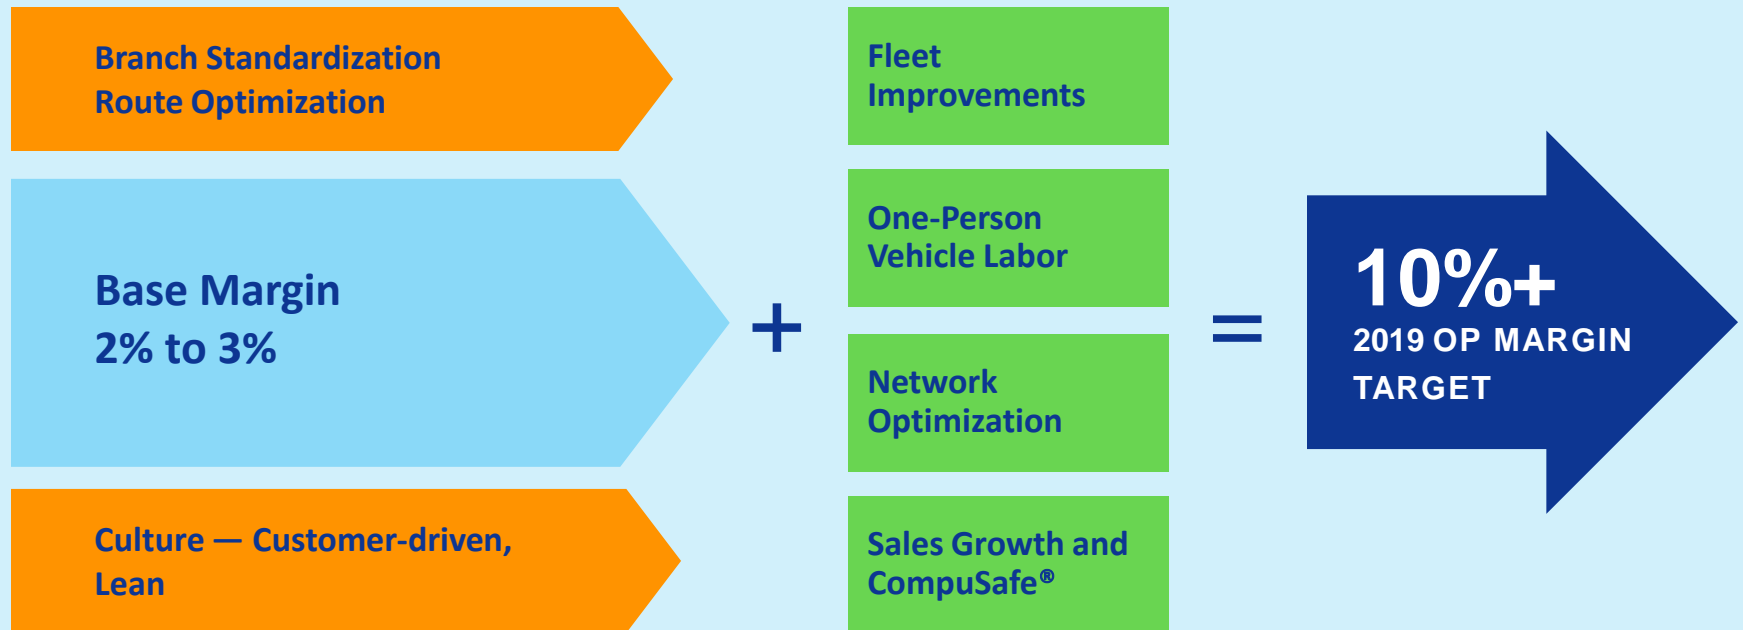 Branch Standardization
Route Optimization
Base Margin
2% to 3%
Culture — Customer-driven,
Lean
+
Fleet
Improvements
One-Person
Vehicle Labor
Network
Optimization
Sales Growth and
CompuSafe®
=
10%+
2019 OP MARGIN
TARGET